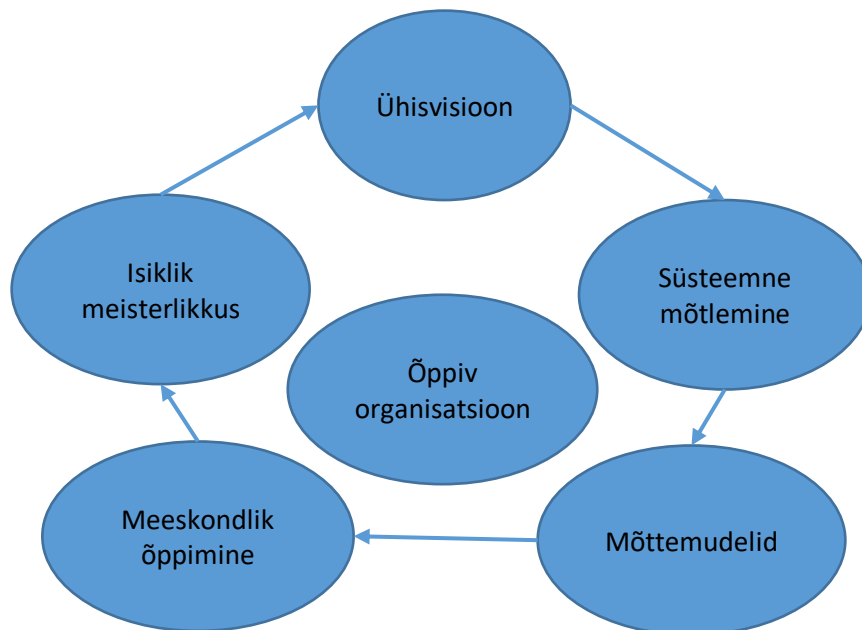 Ühisvisioon
Isiklik
meisterlikkus
Süsteemne
mõtlemine
Õppiv
organisatsioon
Meeskondlik
õppimine
Mõttemudelid